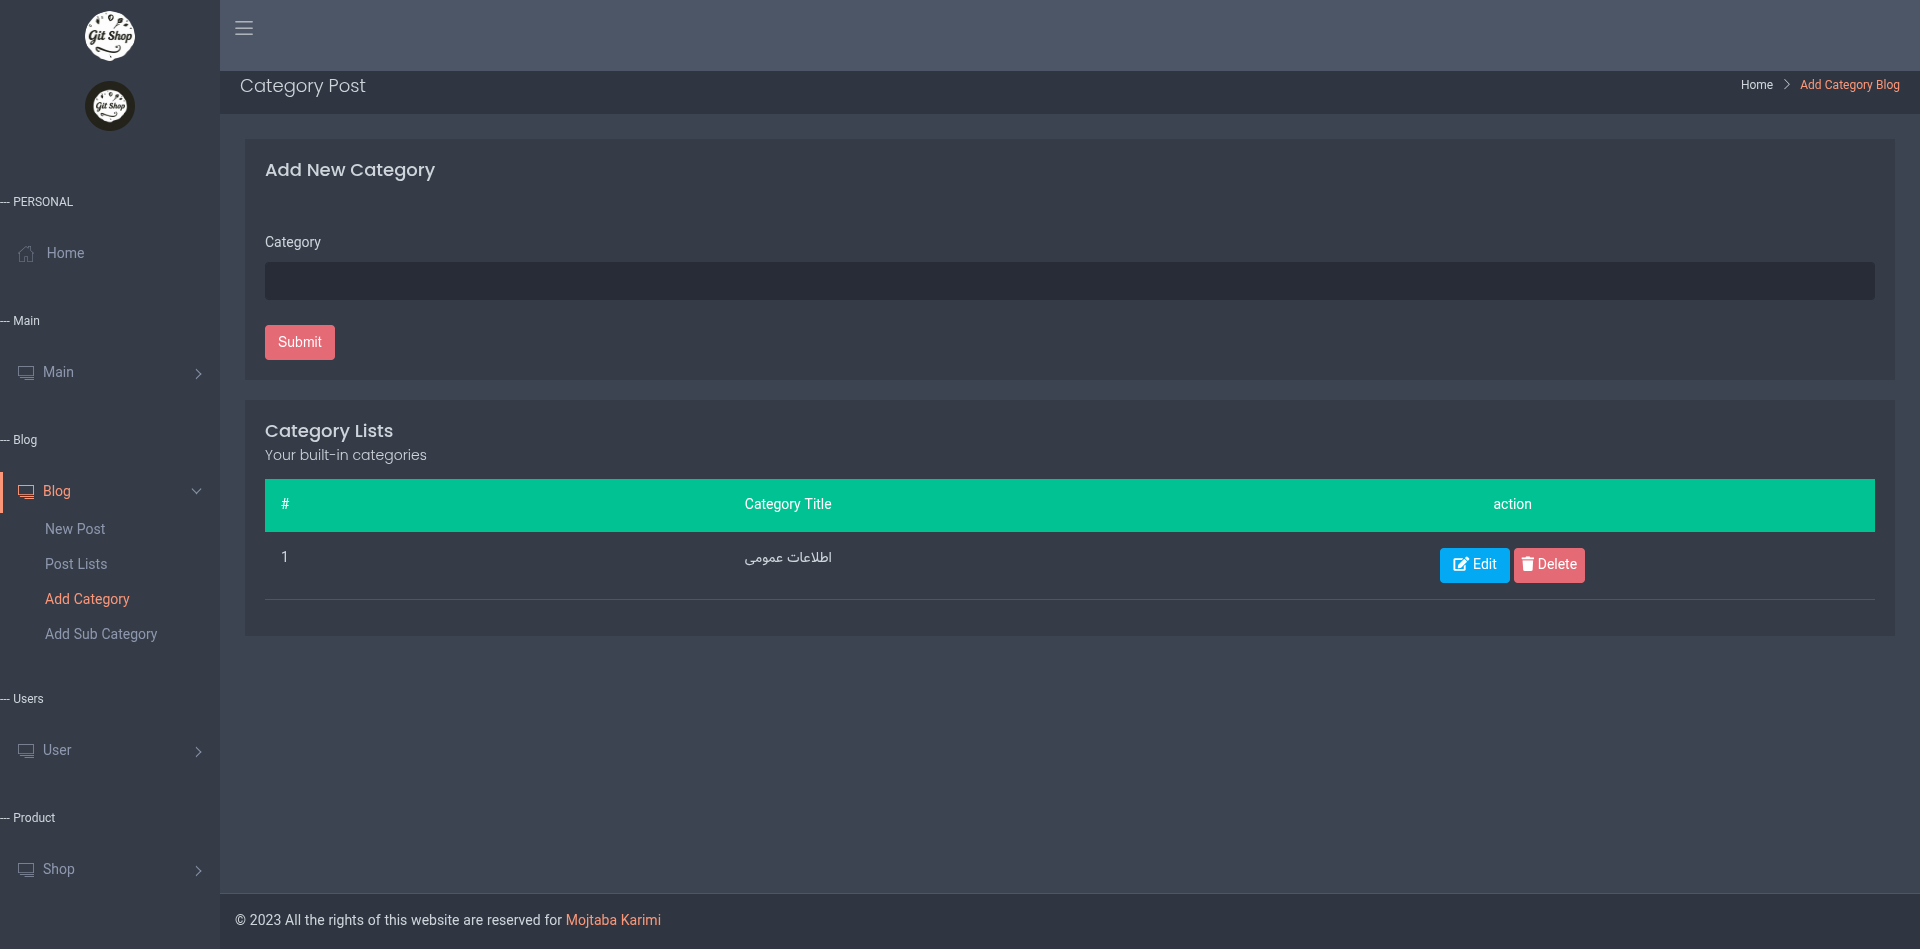 Git Shop
Git Shop
--- PERSONAL
Home
--- Main
Main
--- Blog
Blog
New Post
Post Lists
Add Category
Add Sub Category
--- Users
User
--- Product
Shop
Category Post
Home > Add Category Blog
Add New Category
Category
Submit
Category Lists
Your built-in categories
# Category Title action
1 اطلاعات عمومی Edit Delete
© 2023 All the rights of this website are reserved for Mojtaba Karimi